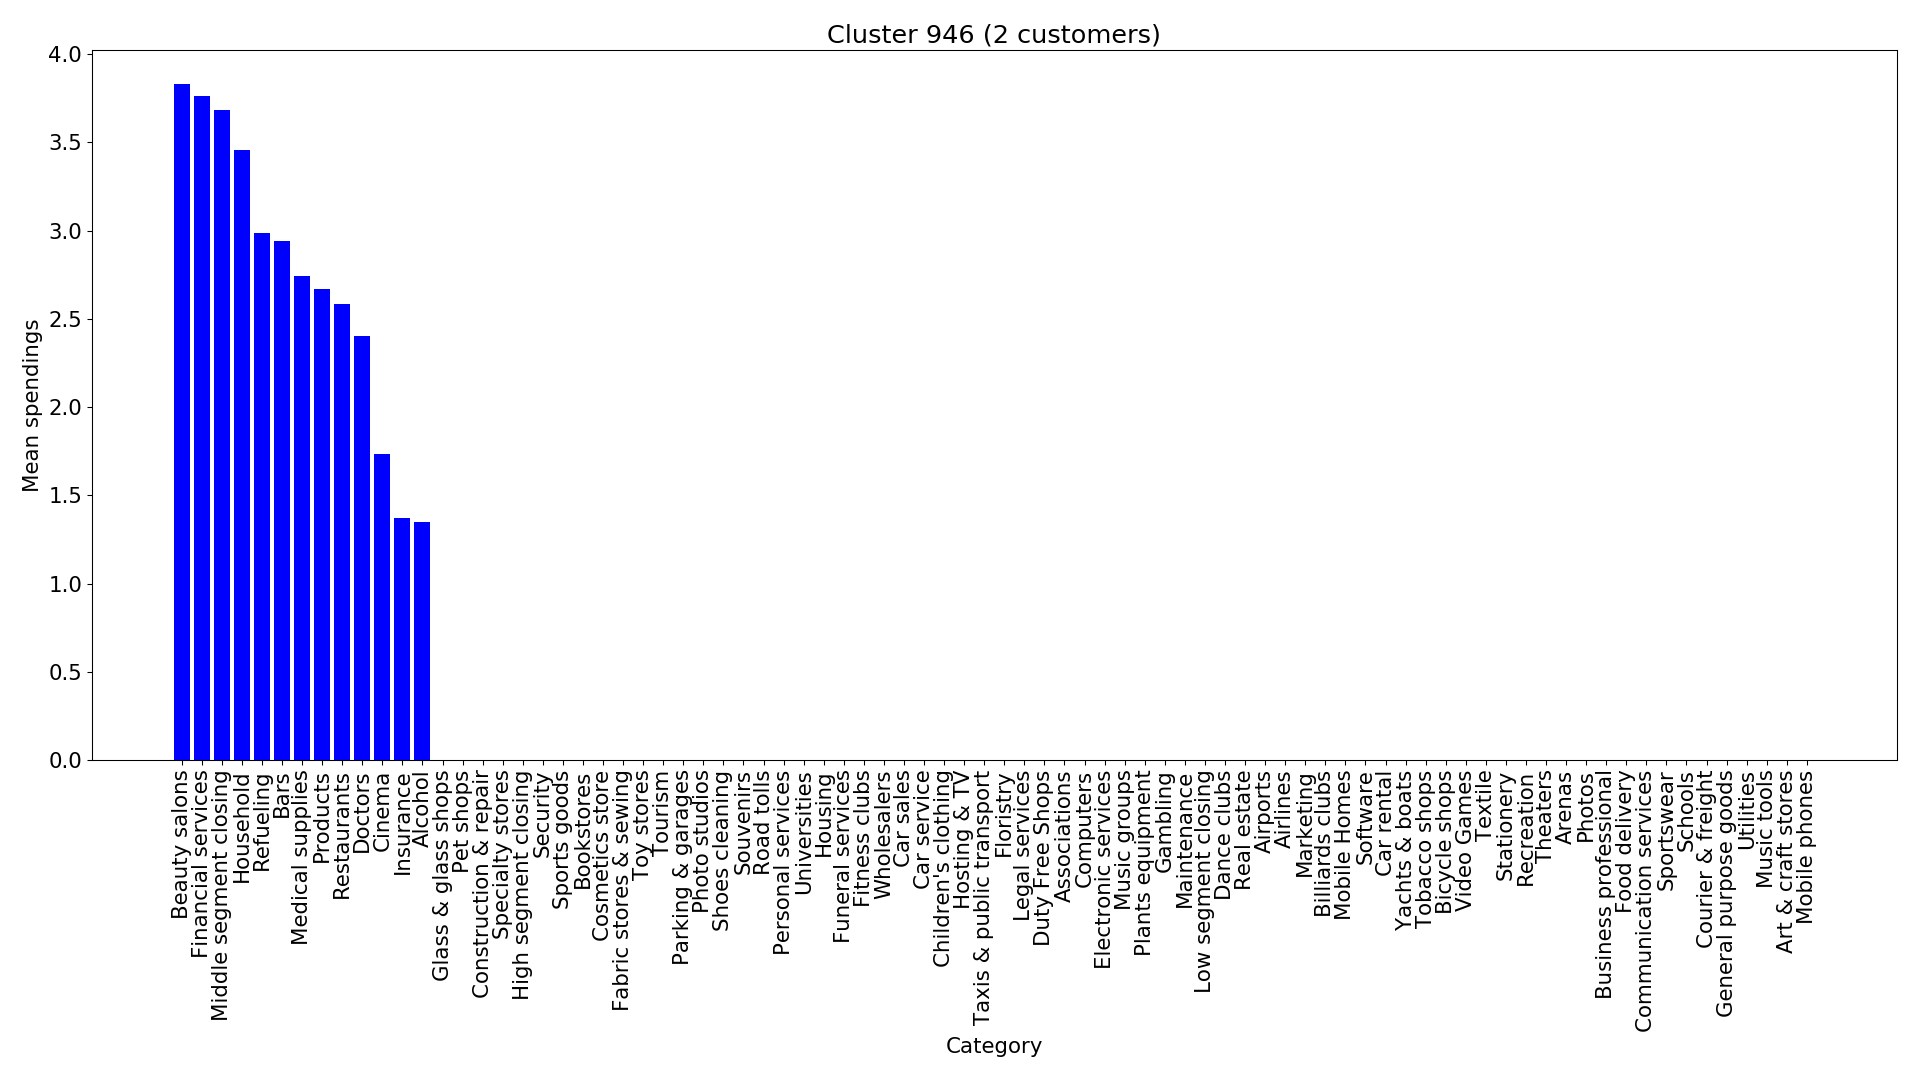 Cluster 946 (2 customers)
4.0
3.5
3.0
2.5
2.0
1.5
1.0
0.5
0.0
Mean spendings
Beauty salons
Financial services
Middle segment closing
Household
Refueling
Bars
Medical supplies
Products
Restaurants
Doctors
Cinema
Insurance
Alcohol
Glass & glass shops
Pet shops
Construction & repair
Specialty stores
High segment closing
Security
Sports goods
Bookstores
Cosmetics store
Fabric stores & sewing
Toy stores
Tourism
Parking & garages
Photo studios
Shoes cleaning
Souvenirs
Road tolls
Personal services
Universities
Housing
Funeral services
Fitness clubs
Wholesalers
Car sales
Car service
Children's clothing
Hosting & TV
Taxis & public transport
Floristry
Legal services
Duty Free Shops
Associations
Computers
Electronic services
Music groups
Plants equipment
Gambling
Maintenance
Low segment closing
Dance clubs
Real estate
Airports
Airlines
Marketing
Billiards clubs
Mobile Homes
Software
Car rental
Yachts & boats
Tobacco shops
Bicycle shops
Video Games
Textile
Stationery
Recreation
Theaters
Arenas
Photos
Business professional
Food delivery
Communication services
Sportswear
Schools
Courier & freight
General purpose goods
Utilities
Music tools
Art & craft stores
Mobile phones
Category